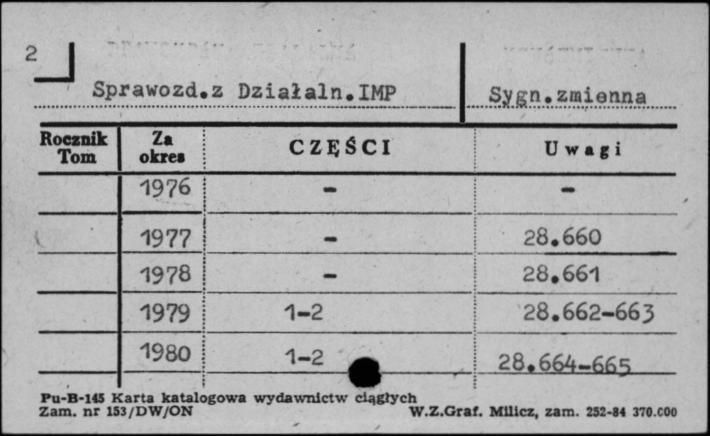 2
Sprawozd.z Działaln.IMP Sygn.zmienna
Rocznik Tom Za okres CZĘŚCI Uwagi
1976 - -
1977 - 28.660
1978 - 28.661
1979 1-2 28.662-663
1980 1-2 28.664-665
Pu-B-145 Karta katalogowa wydawnictw ciągłych
Zam. nr 153/DW/ON W.Z.Graf. Milicz, zam. 252-84 370.000